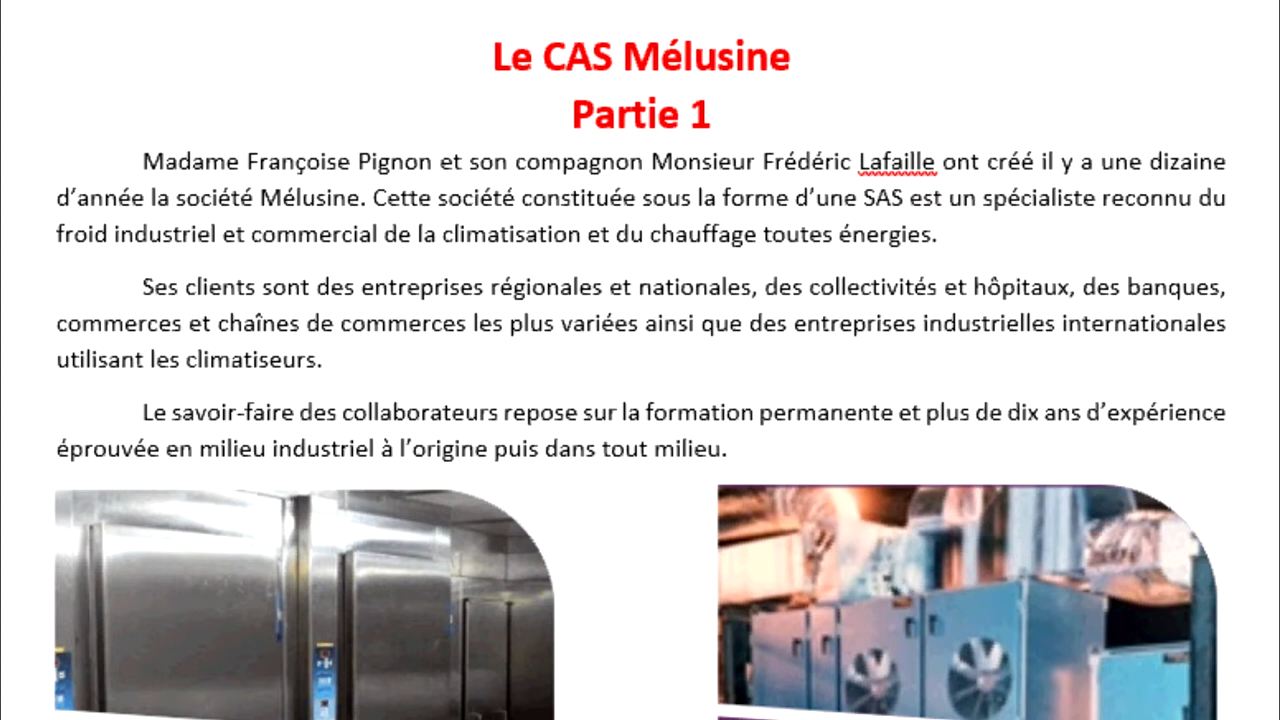 Le CAS Mélusine
Partie 1
Madame Françoise Pignon et son compagnon Monsieur Frédéric Lafaille ont créé il y a une dizaine
d’année la société Mélusine. Cette société constituée sous la forme d’une SAS est un spécialiste reconnu du
froid industriel et commercial de la climatisation et du chauffage toutes énergies.
Ses clients sont des entreprises régionales et nationales, des collectivités et hôpitaux, des banques,
commerces et chaînes de commerces les plus variées ainsi que des entreprises industrielles internationales
utilisant les climatiseurs.
Le savoir-faire des collaborateurs repose sur la formation permanente et plus de dix ans d’expérience
éprouvée en milieu industriel à l’origine puis dans tout milieu.